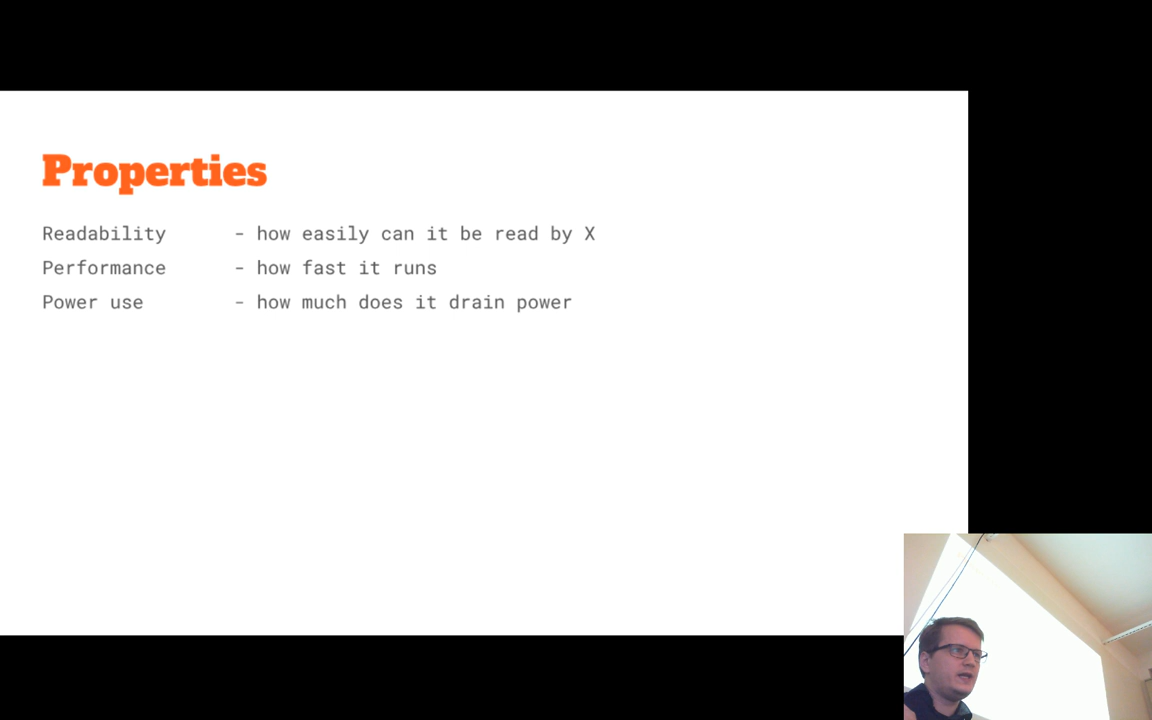 Properties
Readability - how easily can it be read by X
Performance - how fast it runs
Power use - how much does it drain power